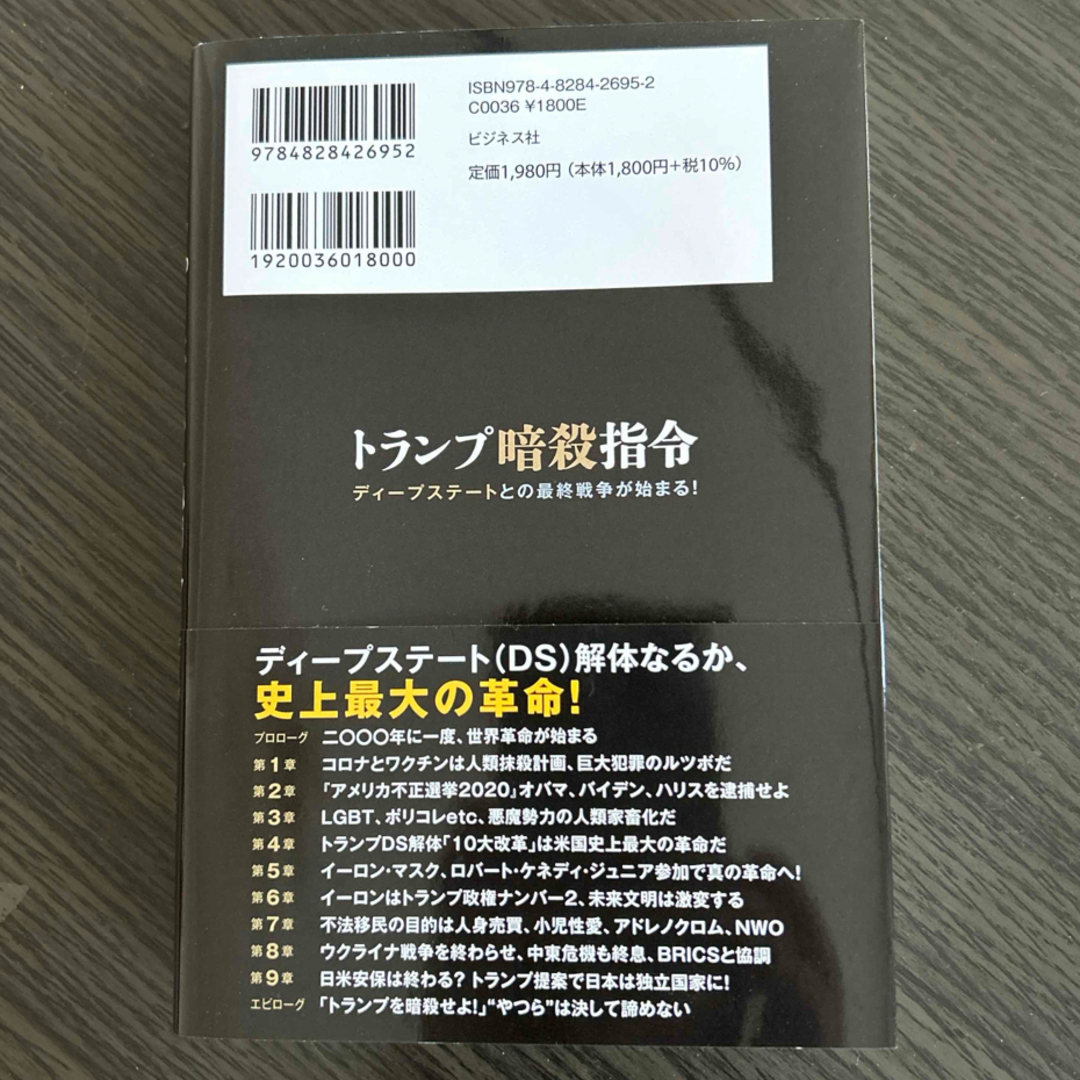 ISBN978-4-8284-2695-2
C0036 ¥1800E
ビジネス社
定価1,980円（本体1,800円+税10%）
9784828426952
1920036018000
トランプ暗殺指令
ディープステートとの最終戦争が始まる！
ディープステート（DS）解体なるか、
史上最大の革命！
プロローグ 二〇〇〇年に一度、世界革命が始まる
第1章 コロナとワクチンは人類抹殺計画、巨大犯罪のルツボだ
第2章 『アメリカ不正選挙2020』オバマ、バイデン、ハリスを逮捕せよ
第3章 LGBT、ポリコレetc、悪魔勢力の人類家畜化だ
第4章 トランプDS解体「10大改革」は米国史上最大の革命だ
第5章 イーロン・マスク、ロバート・ケネディ・ジュニア参加で真の革命へ！
第6章 イーロンはトランプ政権ナンバー2、未来文明は激変する
第7章 不法移民の目的は人身売買、小児性愛、アドレノクロム、NWO
第8章 ウクライナ戦争を終わらせ、中東危機も終息、BRICSと協調
第9章 日米安保は終わる？ トランプ提案で日本は独立国家に！
エピローグ 「トランプを暗殺せよ！」“やつら”は決して諦めない